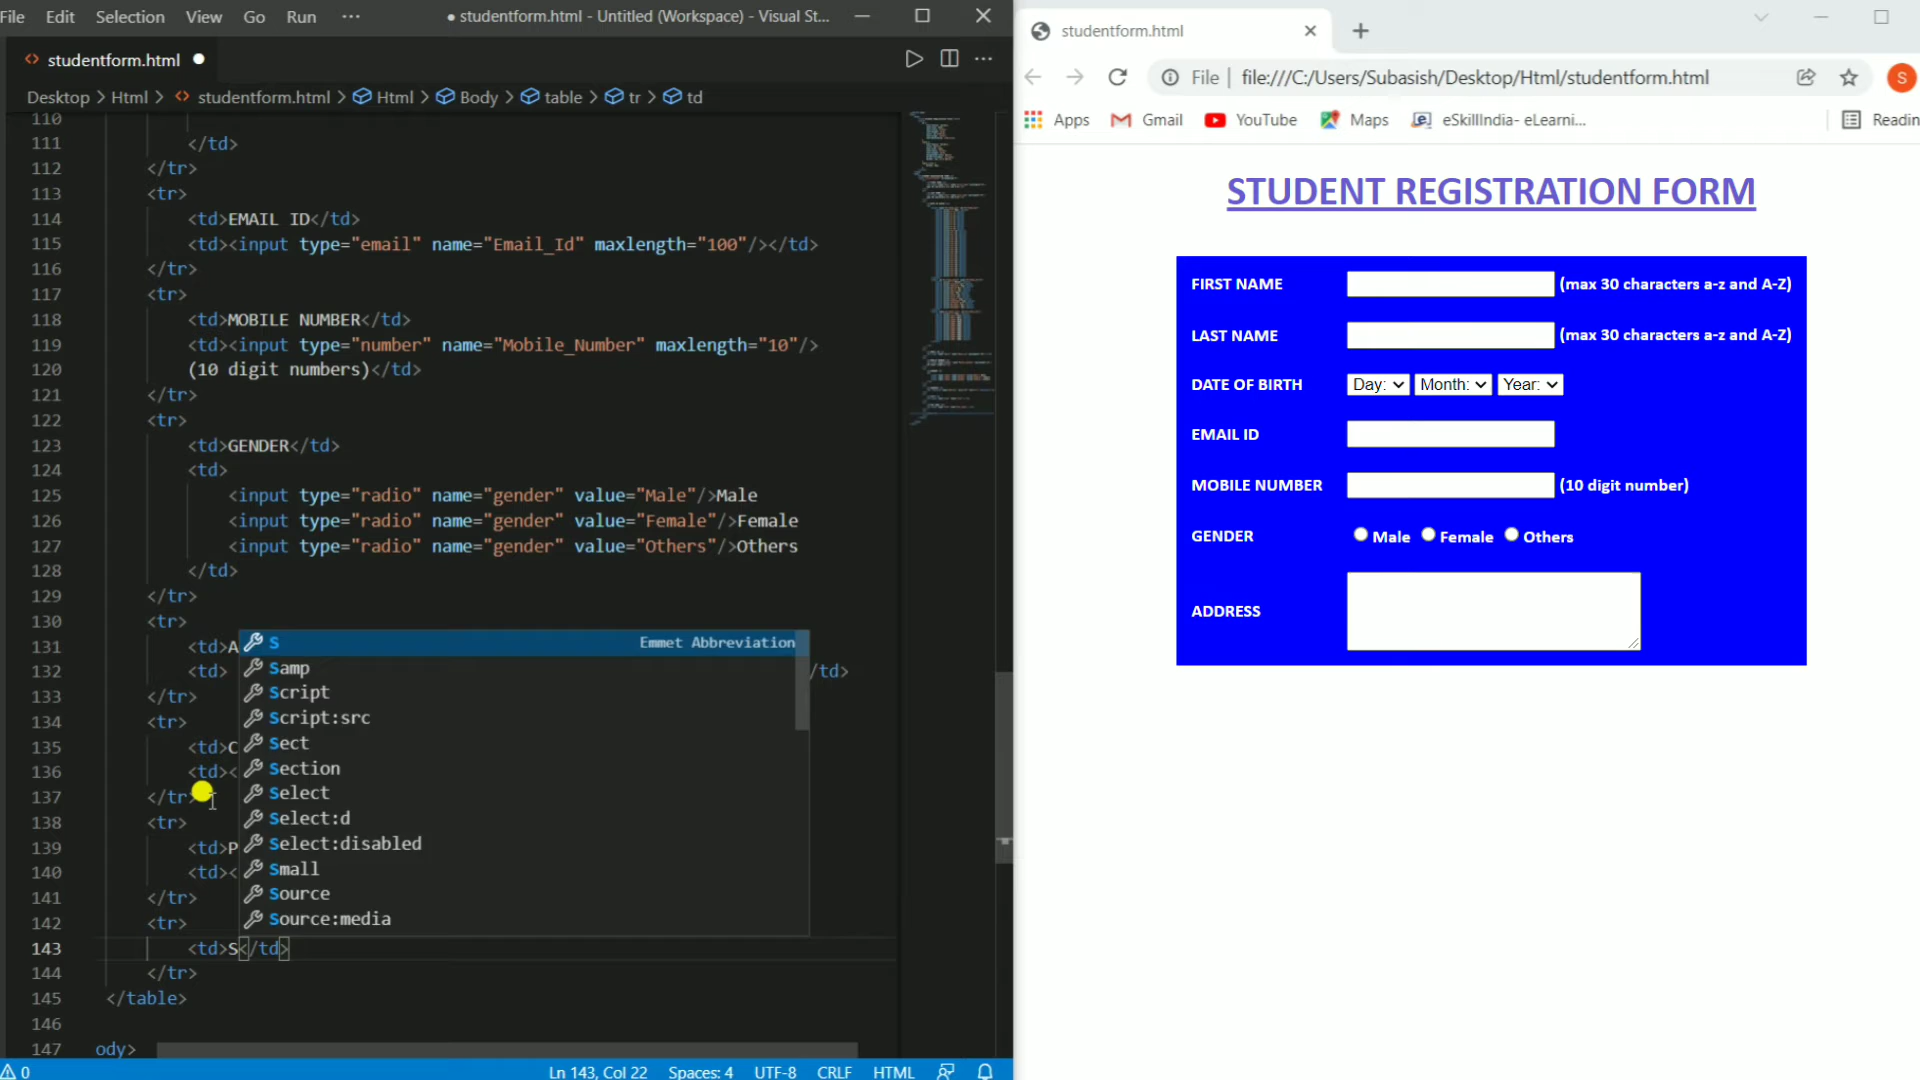 File Edit Selection View Go Run ··· ● studentform.html - Untitled (Workspace) - Visual St...
<> studentform.html ●
Desktop > Html > <> studentform.html > Html > Body > table > tr > td
110
111 </td>
112 </tr>
113 <tr>
114 <td>EMAIL ID</td>
115 <td><input type="email" name="Email_Id" maxlength="100"/></td>
116 </tr>
117 <tr>
118 <td>MOBILE NUMBER</td>
119 <td><input type="number" name="Mobile_Number" maxlength="10"/>
120 (10 digit numbers)</td>
121 </tr>
122 <tr>
123 <td>GENDER</td>
124 <td>
125 <input type="radio" name="gender" value="Male"/>Male
126 <input type="radio" name="gender" value="Female"/>Female
127 <input type="radio" name="gender" value="Others"/>Others
128 </td>
129 </tr>
130 <tr>
131 <td>A
132 <td> /td>
133 </tr>
134 <tr>
135 <td>C
136 <td><
137 </tr>
138 <tr>
139 <td>P
140 <td><
141 </tr>
142 <tr>
143 <td>S</td>
144 </tr>
145 </table>
146
147 ody>
S Emmet Abbreviation
Samp
Script
Script:src
Sect
Section
Select
Select:d
Select:disabled
Small
Source
Source:media
0 Ln 143, Col 22 Spaces: 4 UTF-8 CRLF HTML
studentform.html
File file:///C:/Users/Subasish/Desktop/Html/studentform.html S
Apps Gmail YouTube Maps eSkillIndia- eLearni... Readin
STUDENT REGISTRATION FORM
FIRST NAME (max 30 characters a-z and A-Z)
LAST NAME (max 30 characters a-z and A-Z)
DATE OF BIRTH Day: Month: Year:
EMAIL ID
MOBILE NUMBER (10 digit number)
GENDER Male Female Others
ADDRESS